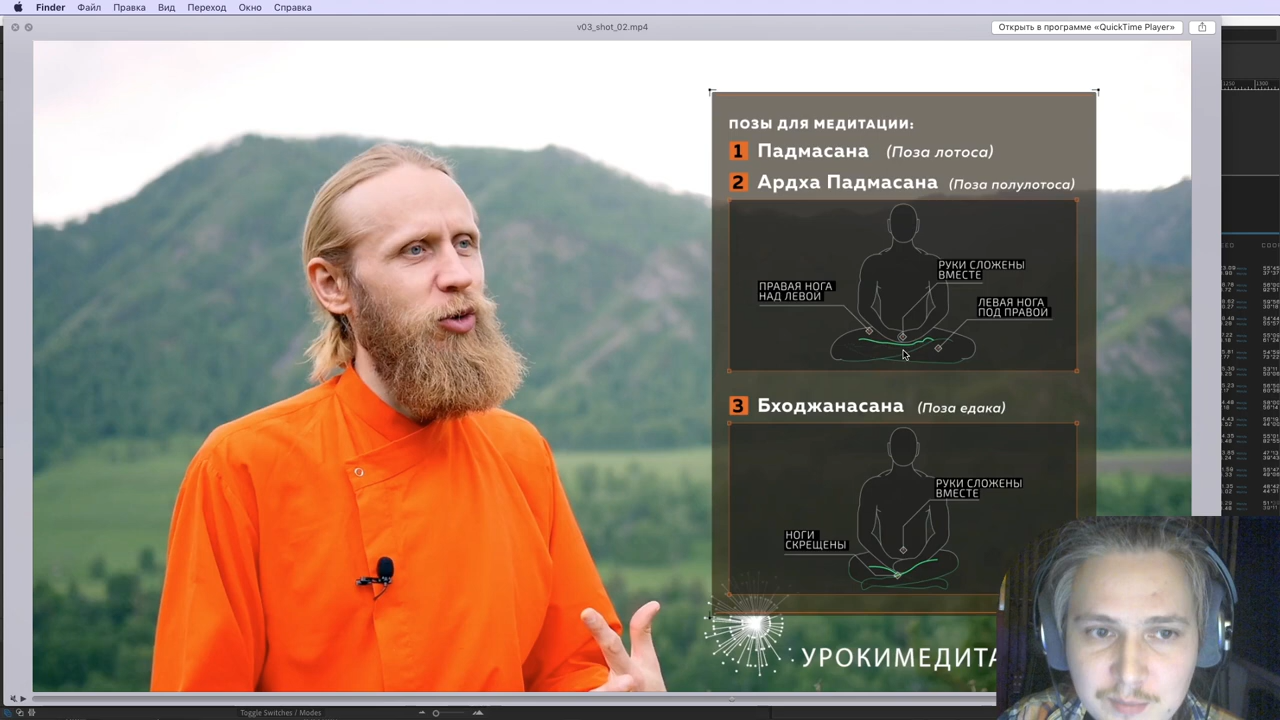 Finder Файл Правка Вид Переход Окно Справка
v03_shot_02.mp4
Открыть в программе «QuickTime Player»
ПОЗЫ ДЛЯ МЕДИТАЦИИ:
1 Падмасана (Поза лотоса)
2 Ардха Падмасана (Поза полулотоса)
РУКИ СЛОЖЕНЫ
ВМЕСТЕ
ПРАВАЯ НОГА
НАД ЛЕВОЙ
ЛЕВАЯ НОГА
ПОД ПРАВОЙ
3 Бходжанасана (Поза едака)
РУКИ СЛОЖЕНЫ
ВМЕСТЕ
НОГИ
СКРЕЩЕНЫ
УРОКИМЕДИТА
Toggle Switches / Modes
1250 1300